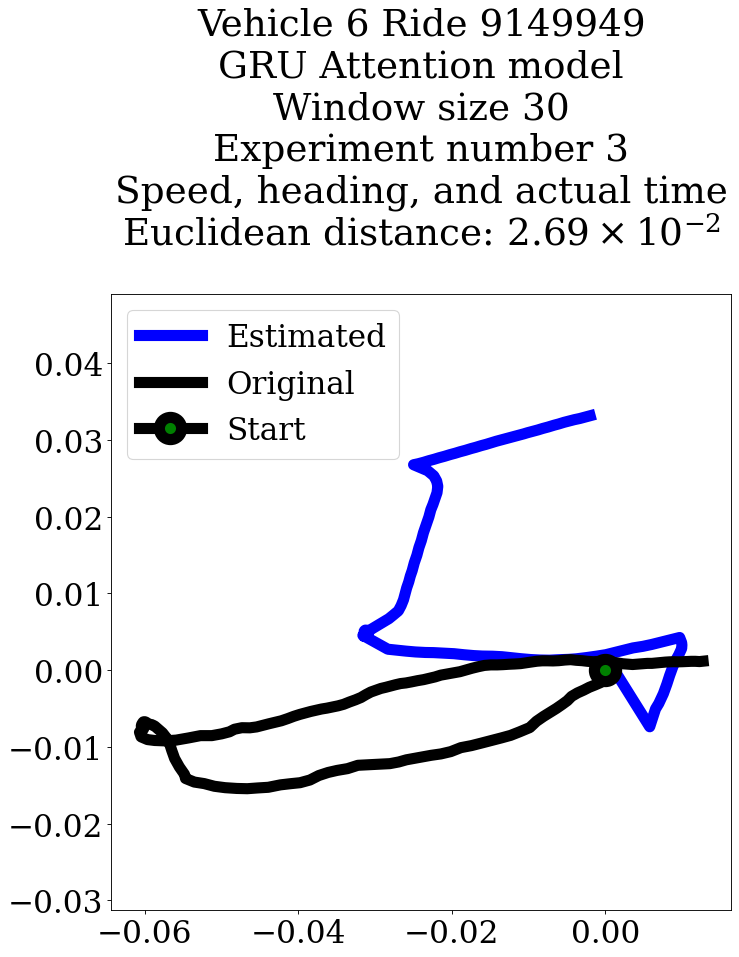 Vehicle 6 Ride 9149949
GRU Attention model
Window size 30
Experiment number 3
Speed, heading, and actual time
Euclidean distance: 2.69 × 10⁻²
Estimated
Original
Start
0.04
0.03
0.02
0.01
0.00
−0.01
−0.02
−0.03
−0.06
−0.04
−0.02
0.00